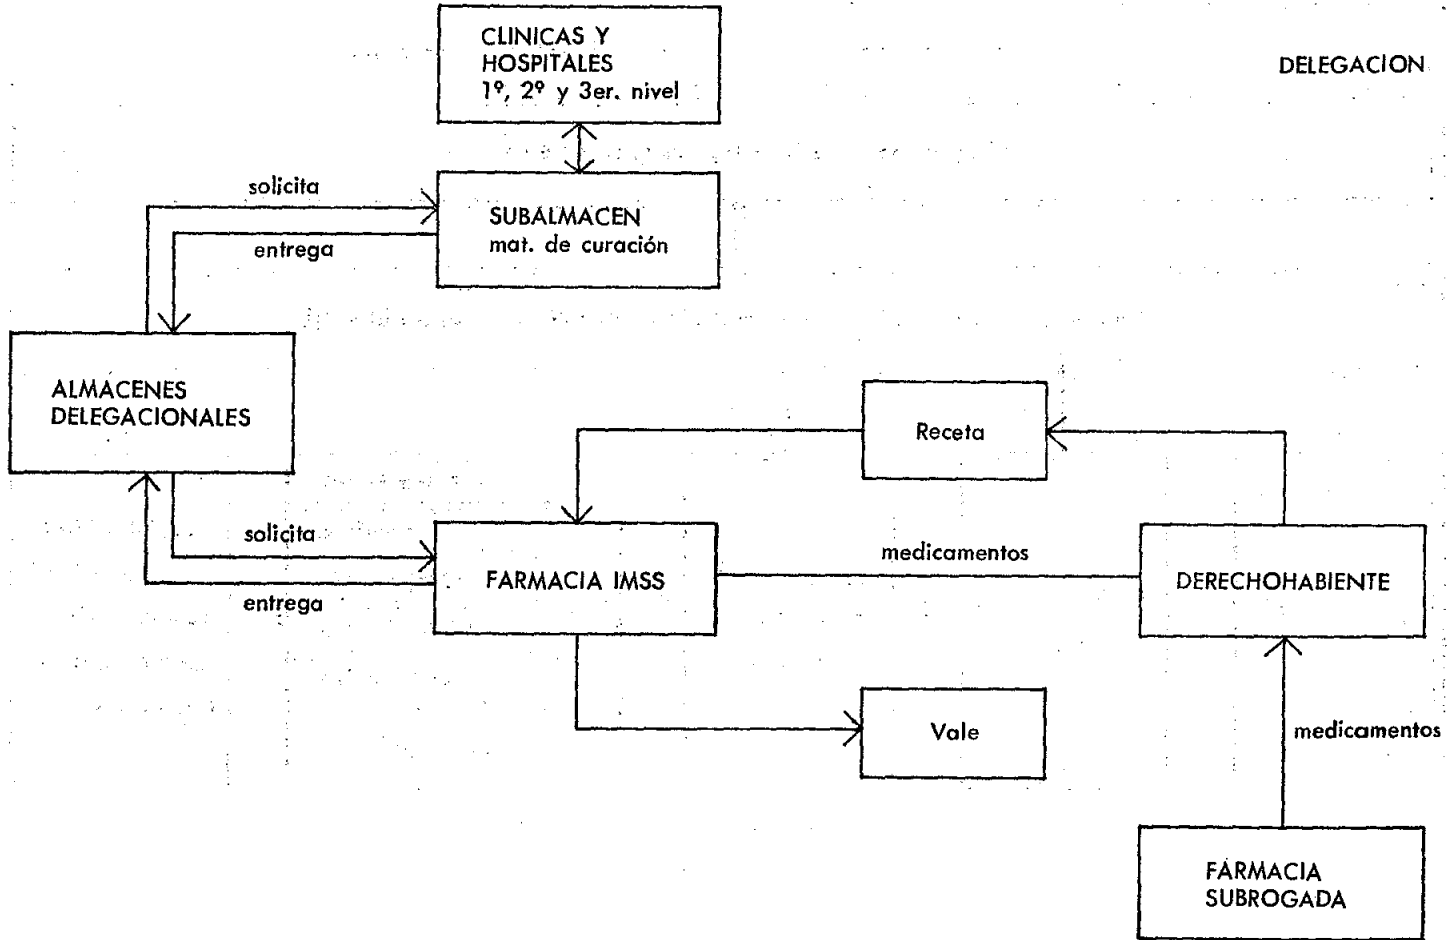 CLINICAS Y
HOSPITALES
1º, 2º y 3er. nivel
DELEGACION
solicita
entrega
SUBALMACEN
mat. de curación
ALMACENES
DELEGACIONALES
Receta
solicita
entrega
FARMACIA IMSS
medicamentos
DERECHOHABIENTE
Vale
medicamentos
FARMACIA
SUBROGADA